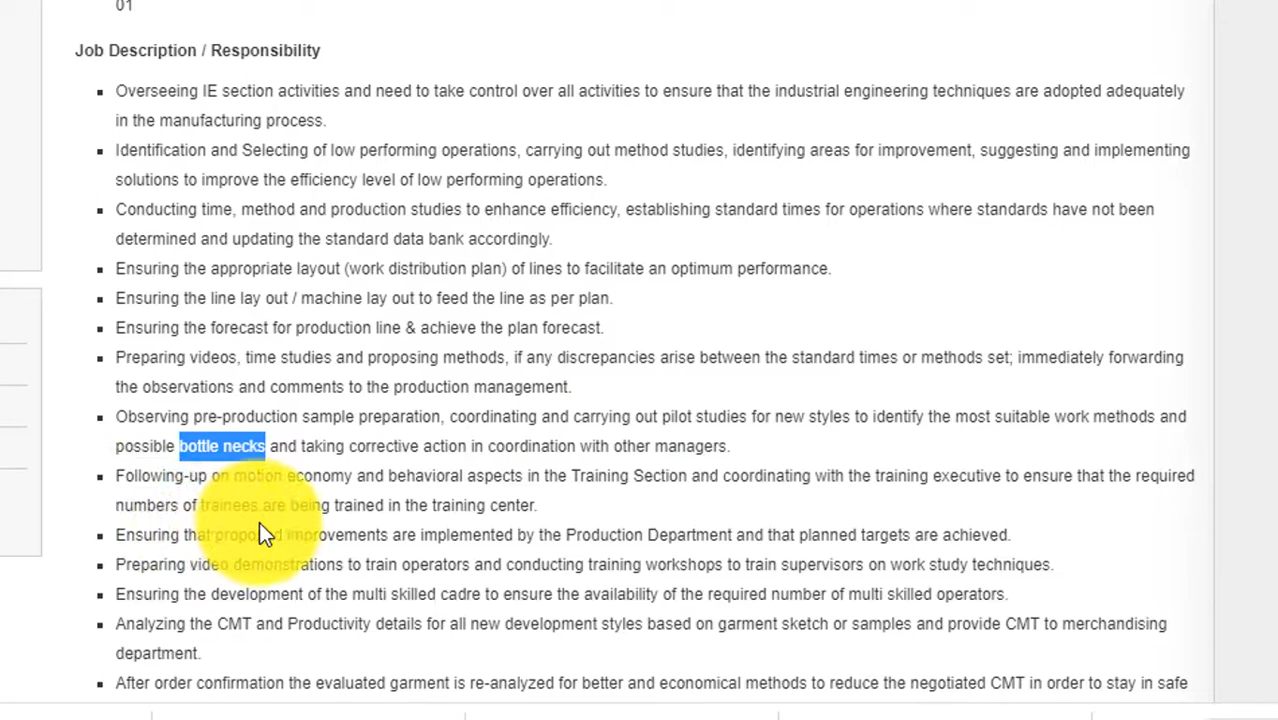 01
Job Description / Responsibility
Overseeing IE section activities and need to take control over all activities to ensure that the industrial engineering techniques are adopted adequately
in the manufacturing process.
Identification and Selecting of low performing operations, carrying out method studies, identifying areas for improvement, suggesting and implementing
solutions to improve the efficiency level of low performing operations.
Conducting time, method and production studies to enhance efficiency, establishing standard times for operations where standards have not been
determined and updating the standard data bank accordingly.
Ensuring the appropriate layout (work distribution plan) of lines to facilitate an optimum performance.
Ensuring the line lay out / machine lay out to feed the line as per plan.
Ensuring the forecast for production line & achieve the plan forecast.
Preparing videos, time studies and proposing methods, if any discrepancies arise between the standard times or methods set; immediately forwarding
the observations and comments to the production management.
Observing pre-production sample preparation, coordinating and carrying out pilot studies for new styles to identify the most suitable work methods and
possible bottle necks and taking corrective action in coordination with other managers.
Following-up on motion economy and behavioral aspects in the Training Section and coordinating with the training executive to ensure that the required
numbers of trainees are being trained in the training center.
Ensuring that proposed improvements are implemented by the Production Department and that planned targets are achieved.
Preparing video demonstrations to train operators and conducting training workshops to train supervisors on work study techniques.
Ensuring the development of the multi skilled cadre to ensure the availability of the required number of multi skilled operators.
Analyzing the CMT and Productivity details for all new development styles based on garment sketch or samples and provide CMT to merchandising
department.
After order confirmation the evaluated garment is re-analyzed for better and economical methods to reduce the negotiated CMT in order to stay in safe